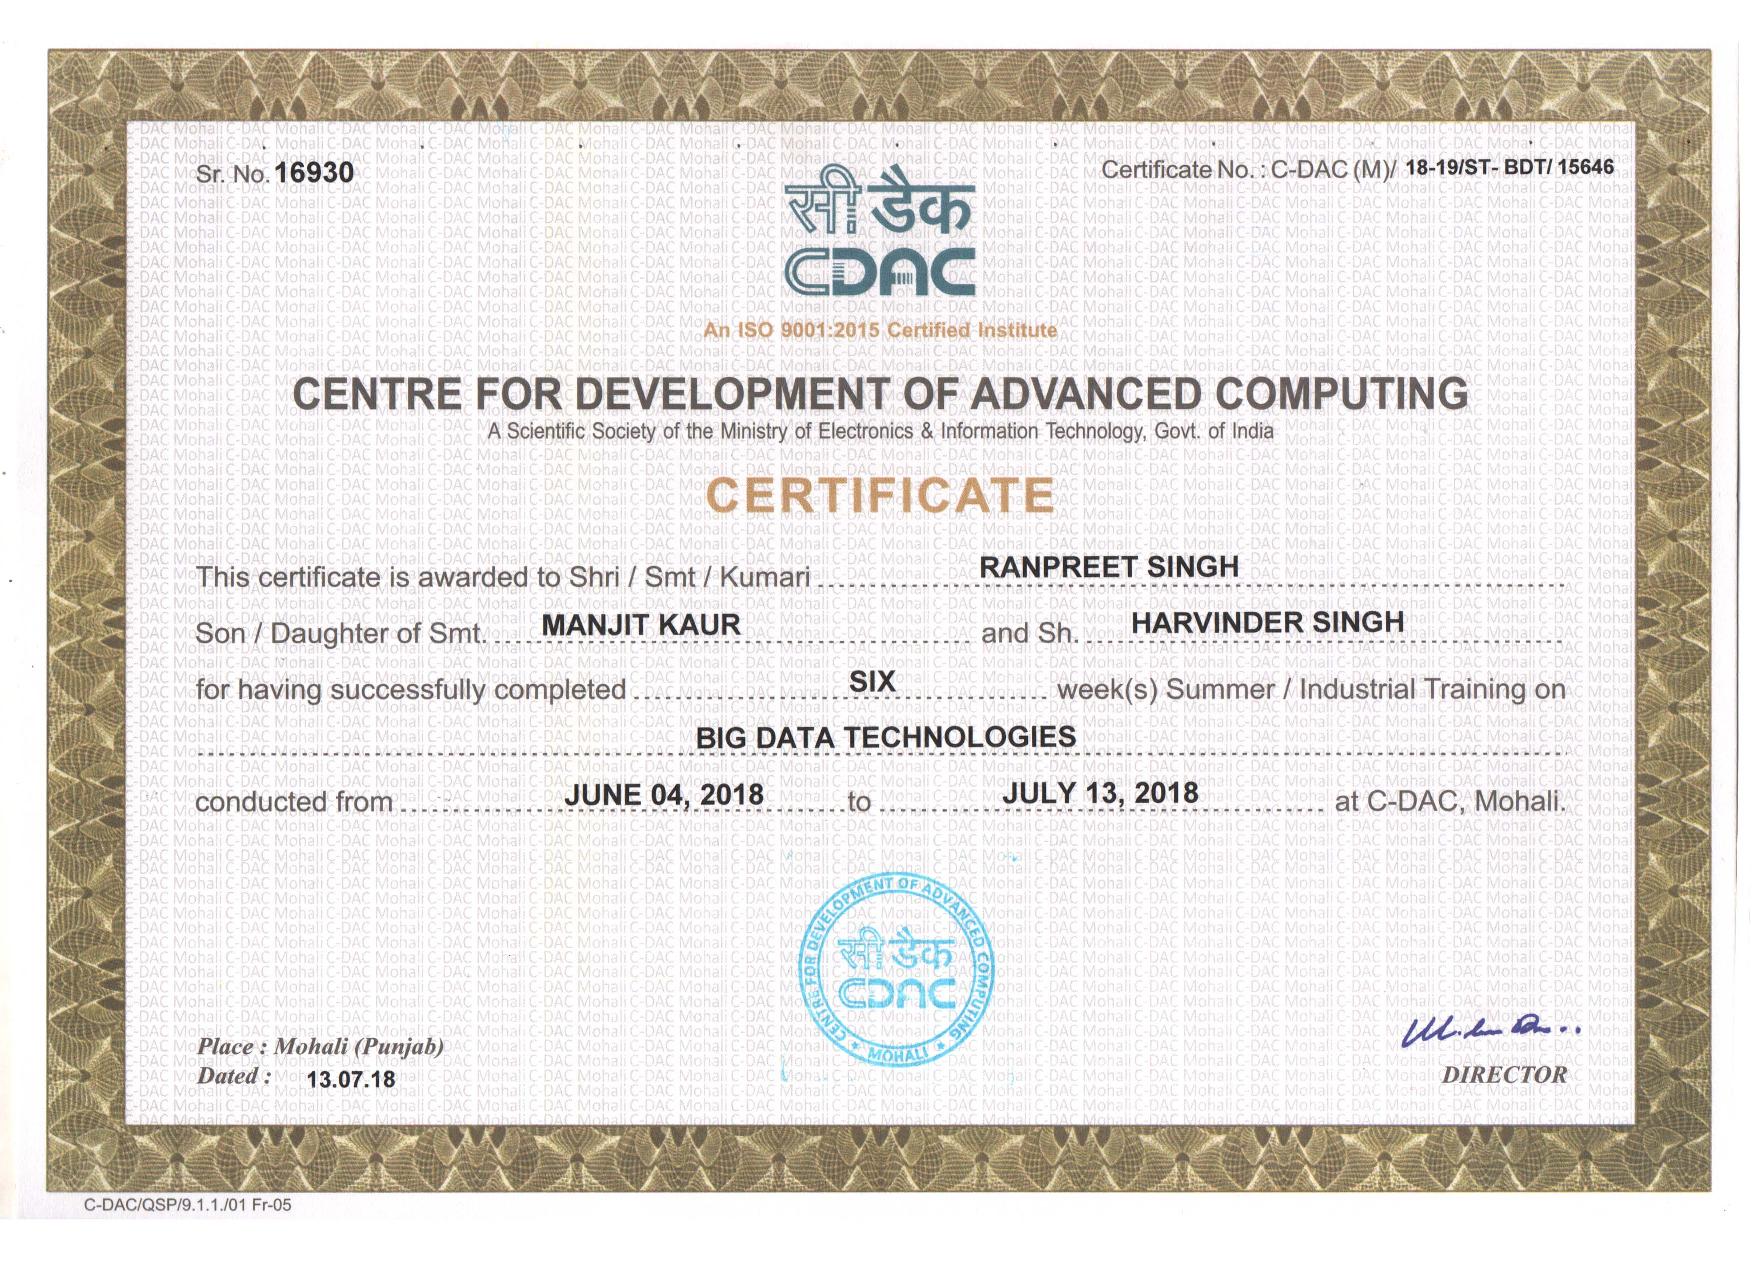 Sr. No. 16930
Certificate No. : C-DAC (M)/ 18-19/ST- BDT/ 15646
सी डैक
CDAC
An ISO 9001:2015 Certified Institute
CENTRE FOR DEVELOPMENT OF ADVANCED COMPUTING
A Scientific Society of the Ministry of Electronics & Information Technology, Govt. of India
CERTIFICATE
This certificate is awarded to Shri / Smt / Kumari RANPREET SINGH
Son / Daughter of Smt. MANJIT KAUR and Sh. HARVINDER SINGH
for having successfully completed SIX week(s) Summer / Industrial Training on
BIG DATA TECHNOLOGIES
conducted from JUNE 04, 2018 to JULY 13, 2018 at C-DAC, Mohali.
CENTRE FOR DEVELOPMENT OF ADVANCED COMPUTING
सी डैक
CDAC
MOHALI
Place : Mohali (Punjab)
Dated : 13.07.18
DIRECTOR
C-DAC/QSP/9.1.1./01 Fr-05